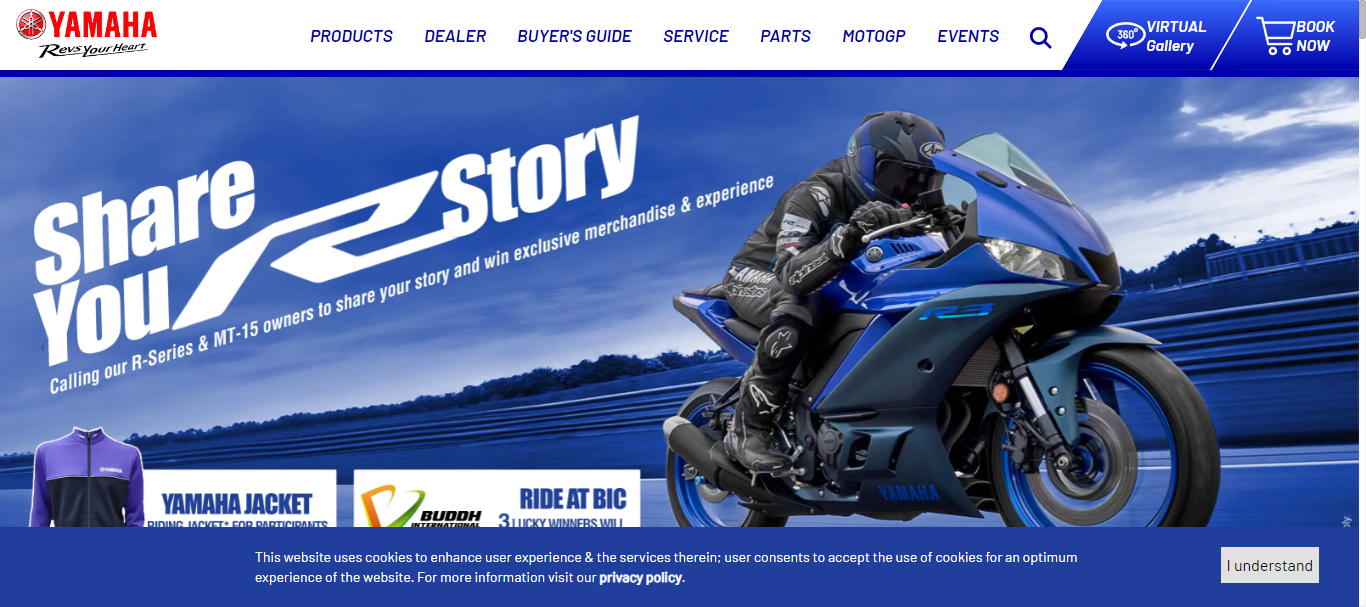 YAMAHA
Revs Your Heart
PRODUCTS
DEALER
BUYER'S GUIDE
SERVICE
PARTS
MOTOGP
EVENTS
360°
VIRTUAL
Gallery
BOOK
NOW
Share
You R Story
Calling our R-Series & MT-15 owners to share your story and win exclusive merchandise & experience
Arai
YAMAHA
R3
YAMAHA
YAMAHA
YAMAHA JACKET
RIDING JACKET* FOR PARTICIPANTS
BUDDH
INTERNATIONAL
RIDE AT BIC
3 LUCKY WINNERS WILL
This website uses cookies to enhance user experience & the services therein; user consents to accept the use of cookies for an optimum
experience of the website. For more information visit our privacy policy.
I understand